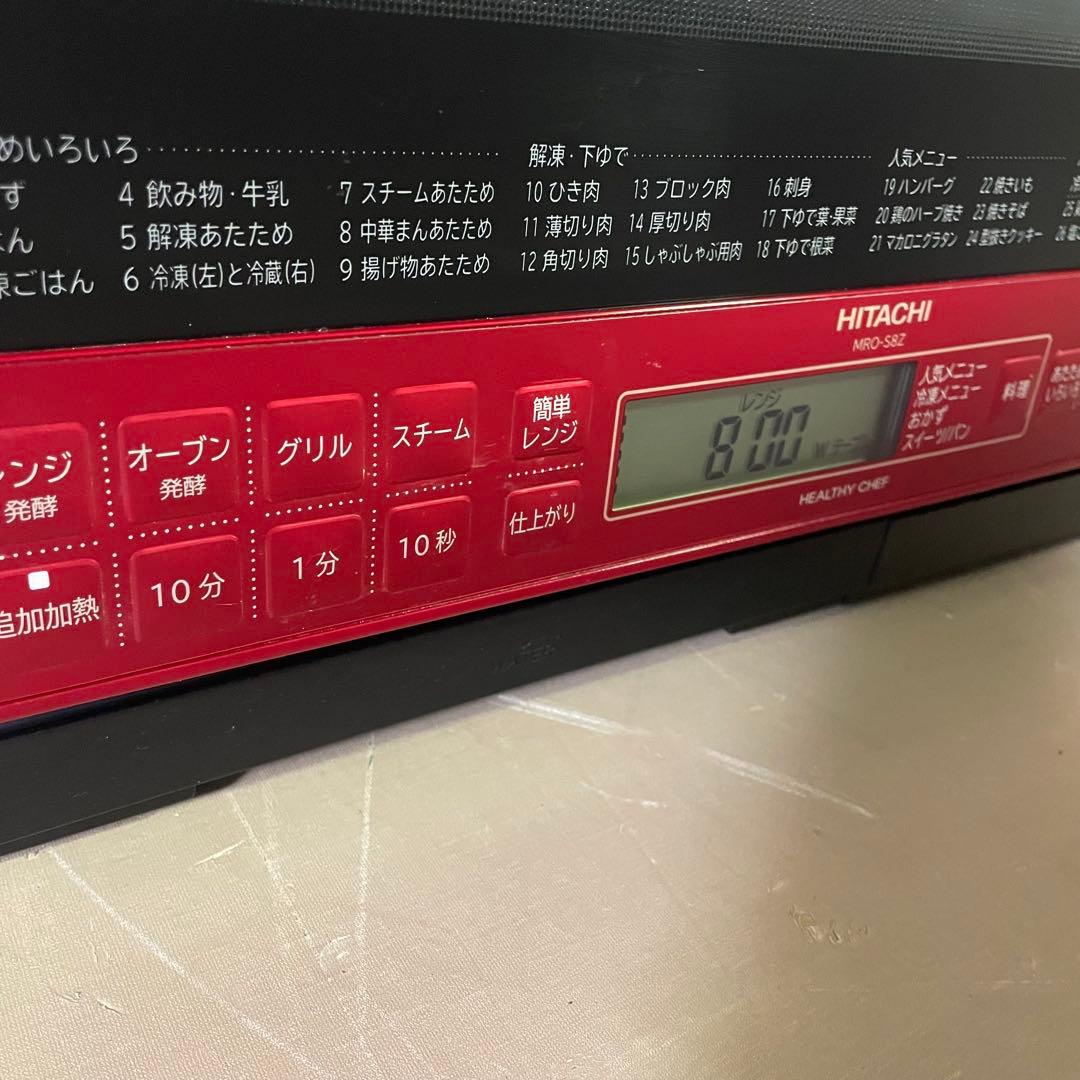 めいろいろ
ず
4 飲み物・牛乳
7 スチームあたため
はん
5 解凍あたため
8 中華まんあたため
凍ごはん
6 冷凍(左)と冷蔵(右)
9 揚げ物あたため
解凍・下ゆで
10 ひき肉
13 ブロック肉
16 刺身
11 薄切り肉
14 厚切り肉
17 下ゆで葉・果菜
12 角切り肉
15 しゃぶしゃぶ用肉
18 下ゆで根菜
人気メニュー
19 ハンバーグ
22 焼きいも
20 鶏のハーブ焼き
23 焼きそば
21 マカロニグラタン
24 型抜きクッキー
HITACHI
MRO-S8Z
レンジ
発酵
オーブン
発酵
グリル
スチーム
簡単
レンジ
追加加熱
10分
1分
10秒
仕上がり
レンジ
800 W
人気メニュー
冷凍メニュー
おかず
スイーツ/パン
料理
あたため
いろいろ
HEALTHY CHEF
WATER